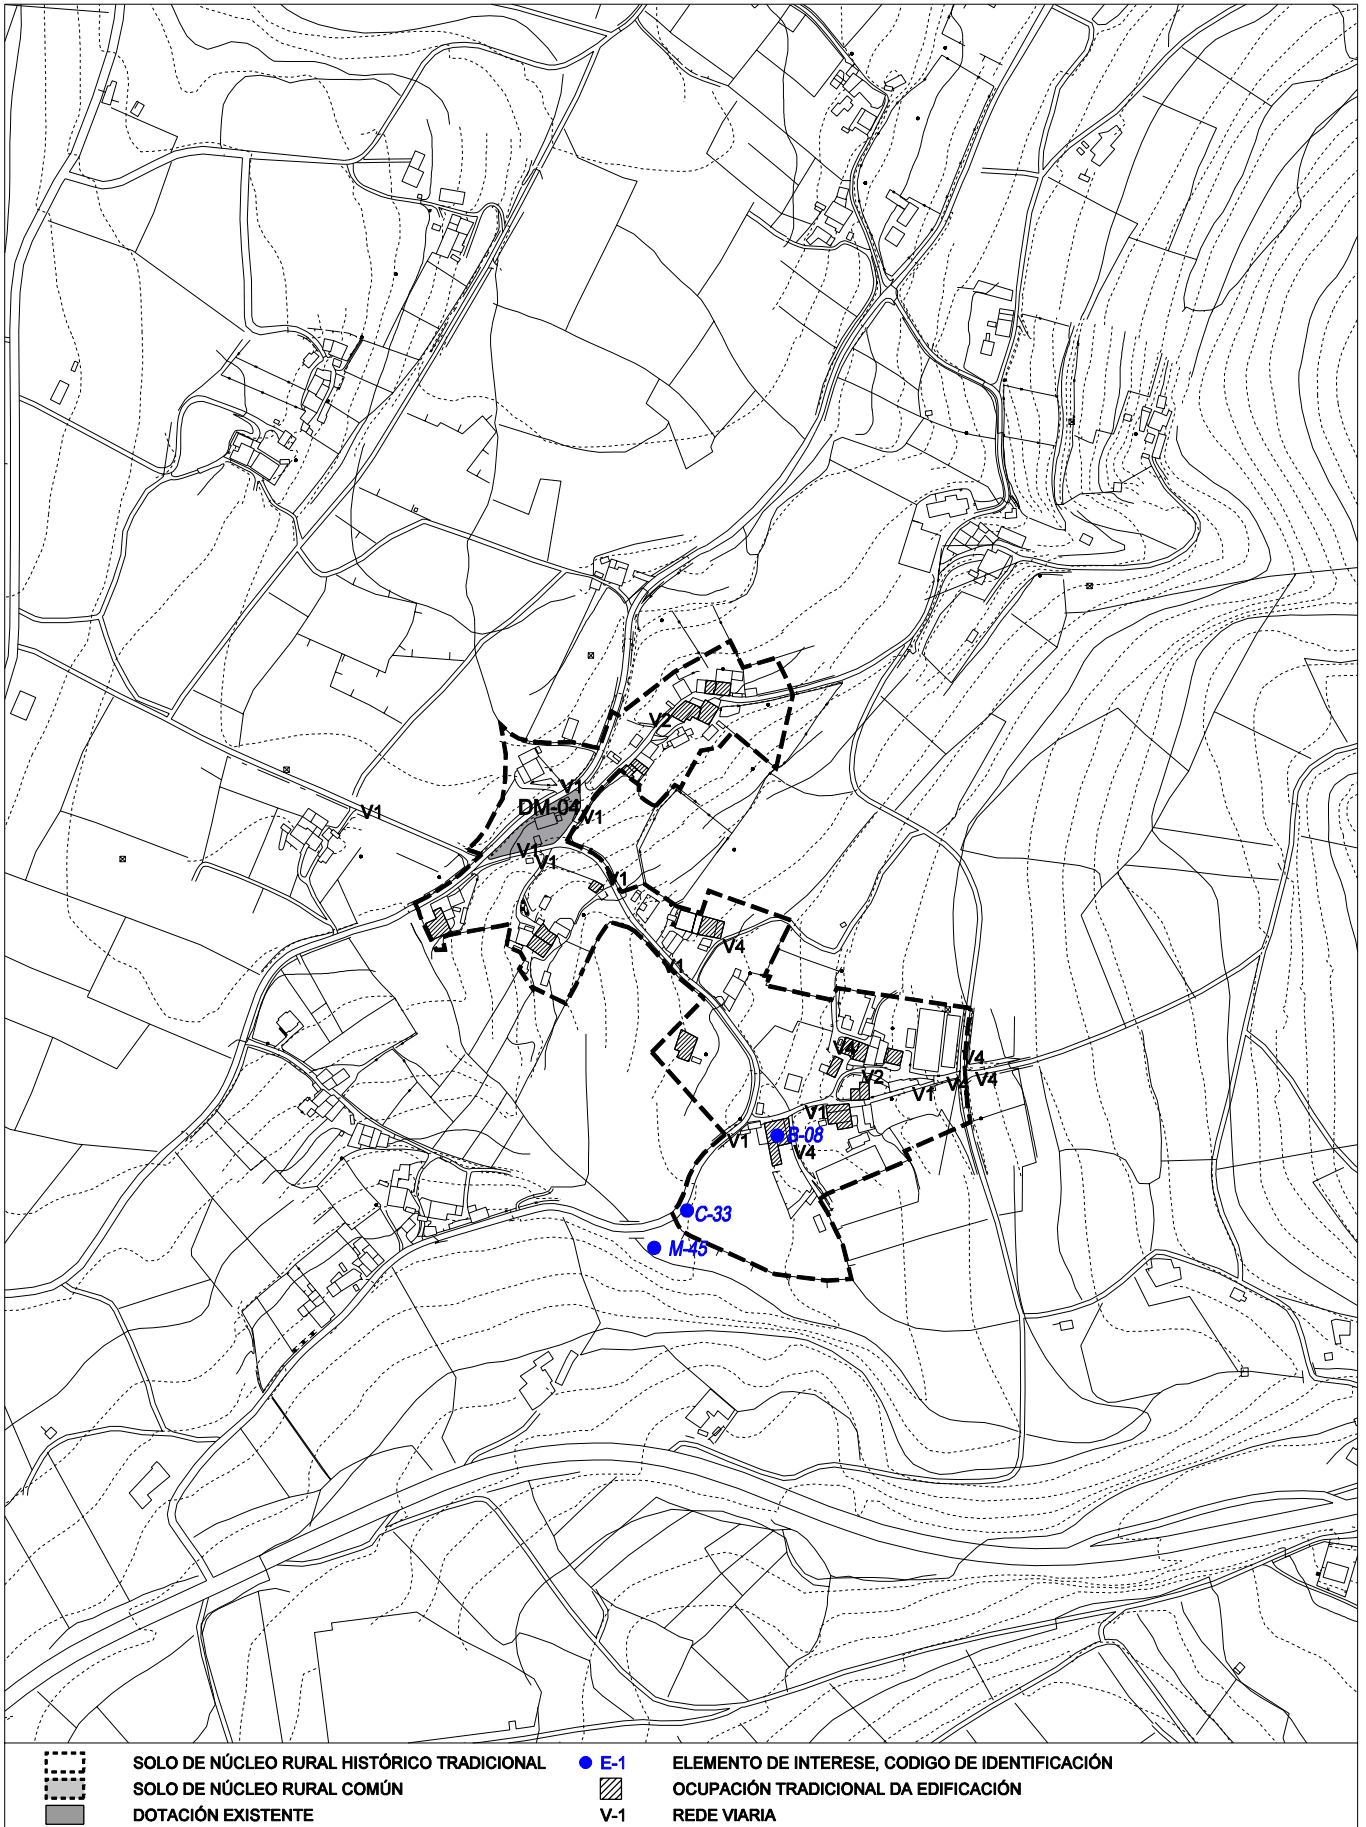 V2
V1
DM-04
V1
V1
V1
V1
V1
V4
V1
V4
V4
V2
V4
V4
V1
V1
B-08
V1
V4
C-33
M-45
SOLO DE NÚCLEO RURAL HISTÓRICO TRADICIONAL
E-1
ELEMENTO DE INTERESE, CODIGO DE IDENTIFICACIÓN
SOLO DE NÚCLEO RURAL COMÚN
OCUPACIÓN TRADICIONAL DA EDIFICACIÓN
DOTACIÓN EXISTENTE
V-1
REDE VIARIA